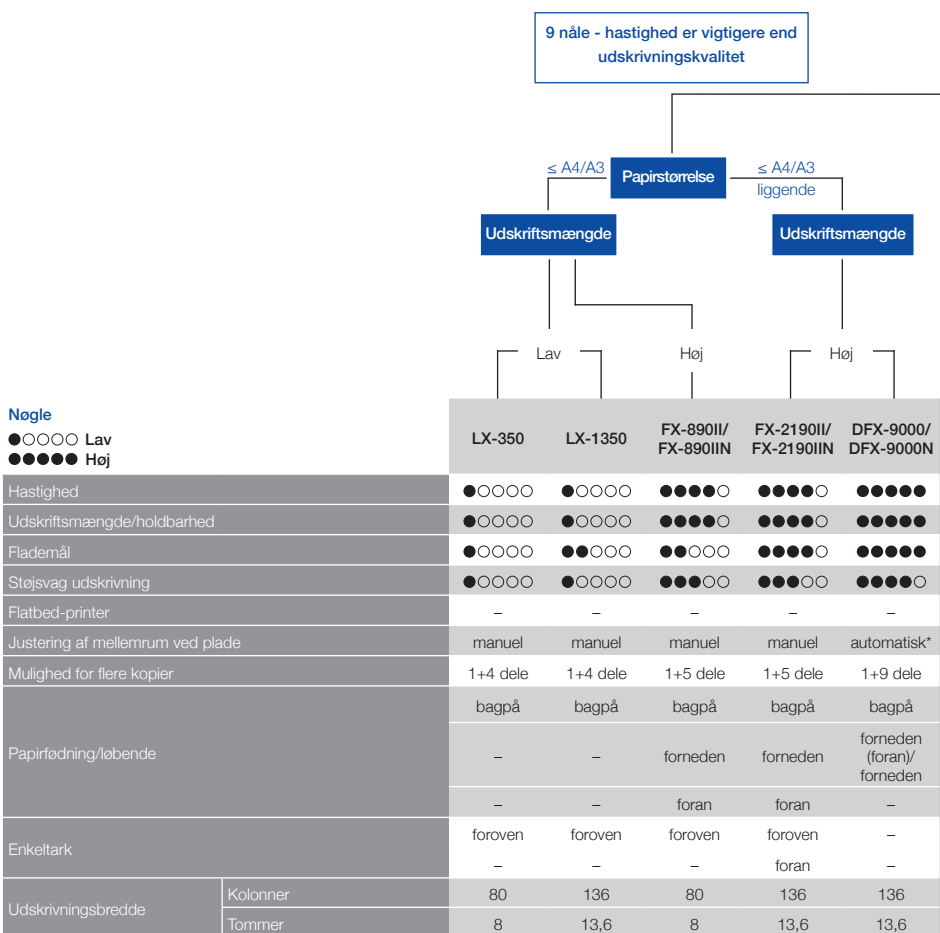 9 nåle - hastighed er vigtigere end
udskrivningskvalitet
≤ A4/A3
Papirstørrelse
≤ A4/A3
liggende
Udskriftsmængde
Udskriftsmængde
Lav
Høj
Høj
Nøgle
●○○○○ Lav
●●●●● Høj
LX-350 LX-1350 FX-890II/ FX-2190II/ DFX-9000/
FX-890IIN FX-2190IIN DFX-9000N
Hastighed ●○○○○ ●○○○○ ●●●●○ ●●●●○ ●●●●●
Udskriftsmængde/holdbarhed ●○○○○ ●○○○○ ●●●●○ ●●●●○ ●●●●●
Flademål ●○○○○ ●●○○○ ●●○○○ ●●●●○ ●●●●●
Støjsvag udskrivning ●○○○○ ●○○○○ ●●●○○ ●●●○○ ●●●●○
Flatbed-printer – – – – –
Justering af mellemrum ved plade manuel manuel manuel manuel automatisk*
Mulighed for flere kopier 1+4 dele 1+4 dele 1+5 dele 1+5 dele 1+9 dele
Papirfødning/løbende bagpå bagpå bagpå bagpå bagpå
– – forneden forneden forneden
(foran)/
forneden
– – foran foran –
Enkeltark foroven foroven foroven foroven –
– – – foran –
Udskrivningsbredde Kolonner 80 136 80 136 136
Tommer 8 13,6 8 13,6 13,6